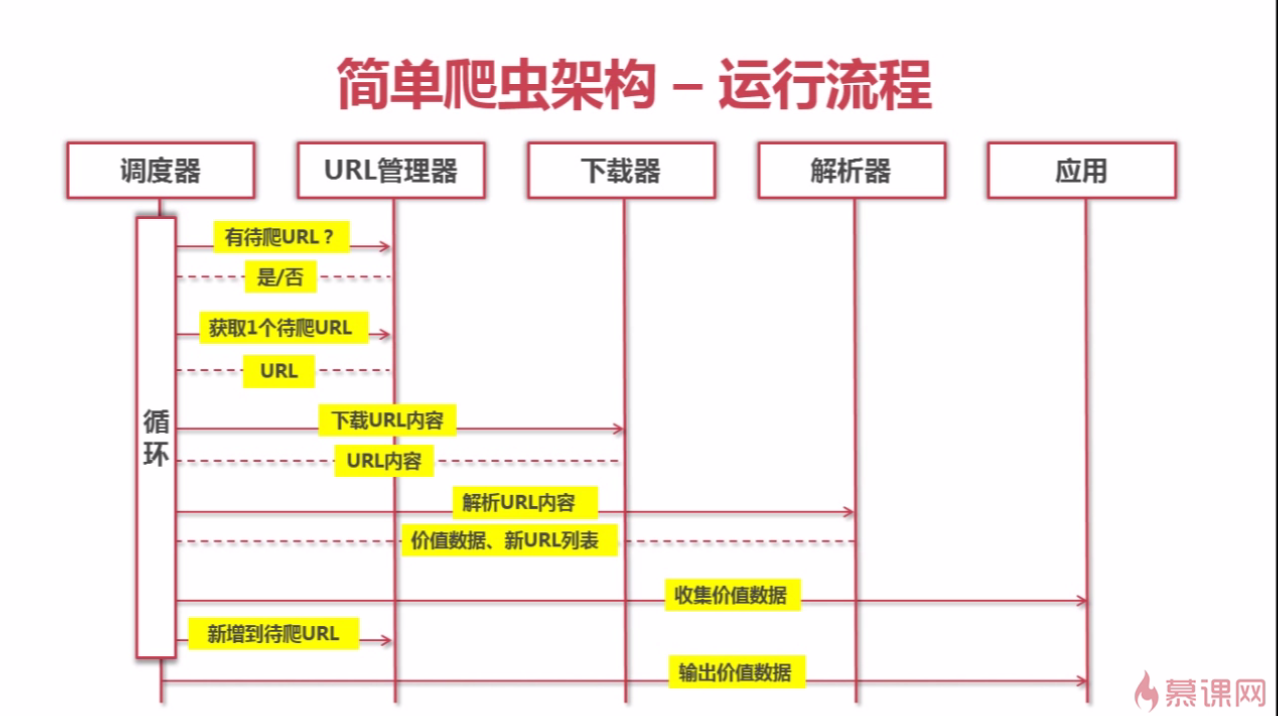 简单爬虫架构 – 运行流程
调度器
URL管理器
下载器
解析器
应用
有待爬URL？
是/否
获取1个待爬URL
URL
循
环
下载URL内容
URL内容
解析URL内容
价值数据、新URL列表
收集价值数据
新增到待爬URL
输出价值数据
慕课网